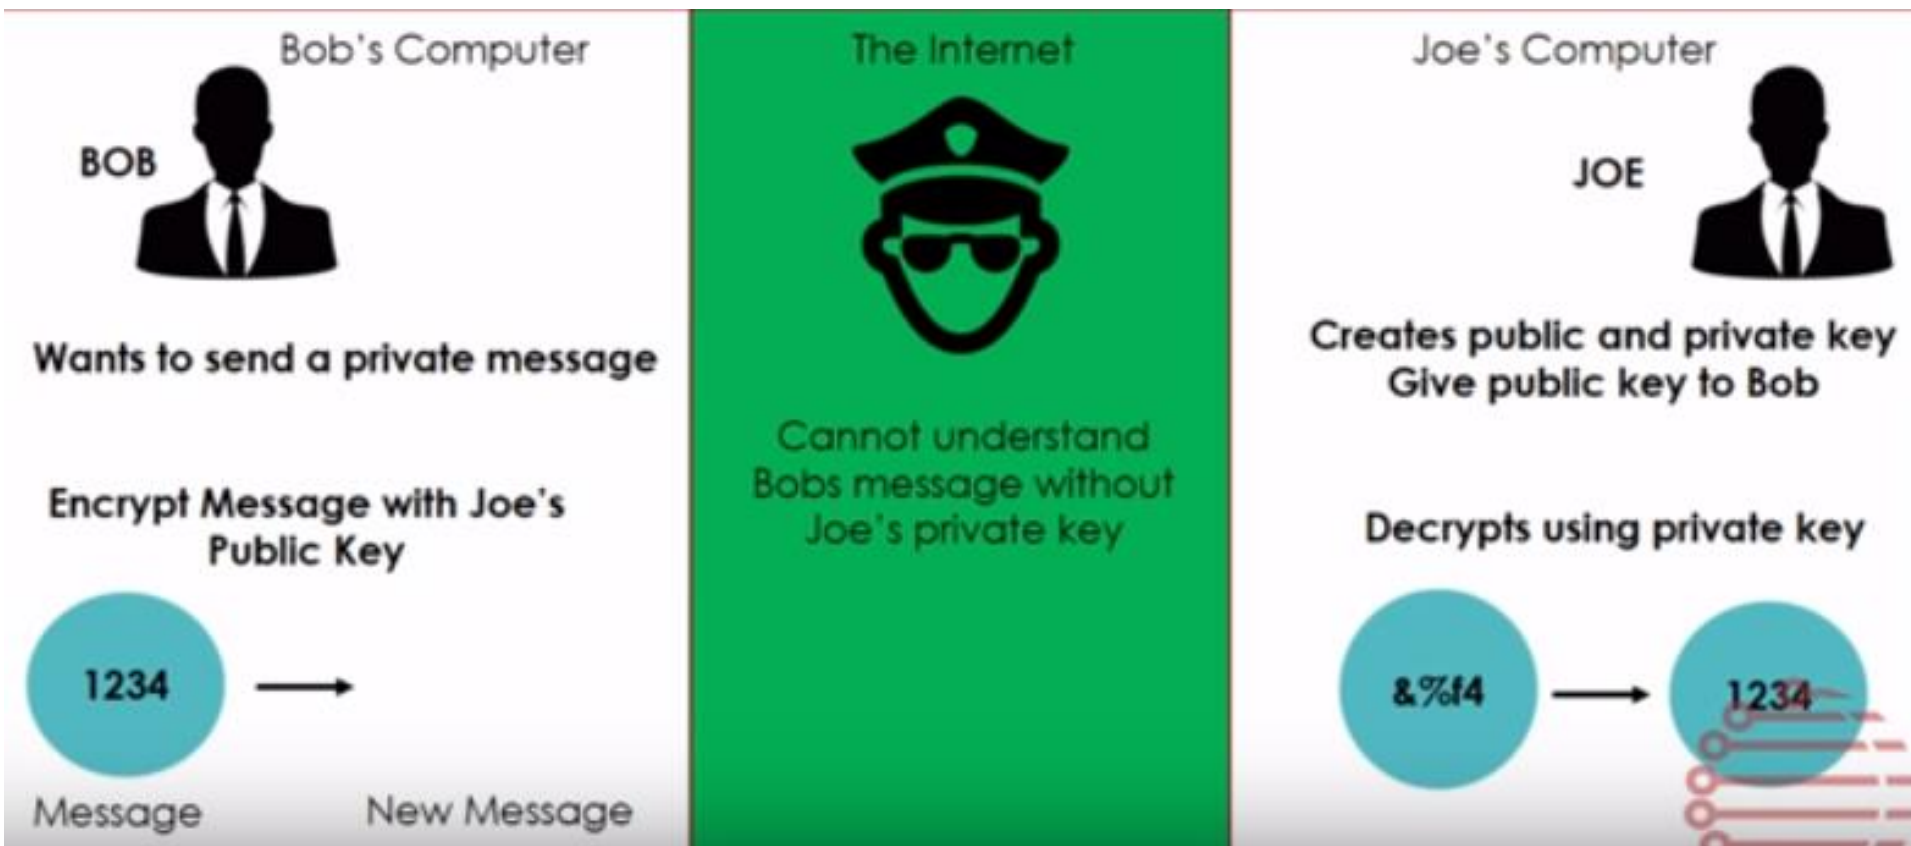 Bob's Computer
BOB
Wants to send a private message
Encrypt Message with Joe's
Public Key
1234
Message
New Message
The Internet
Cannot understand
Bobs message without
Joe's private key
Joe's Computer
JOE
Creates public and private key
Give public key to Bob
Decrypts using private key
&%f4
1234